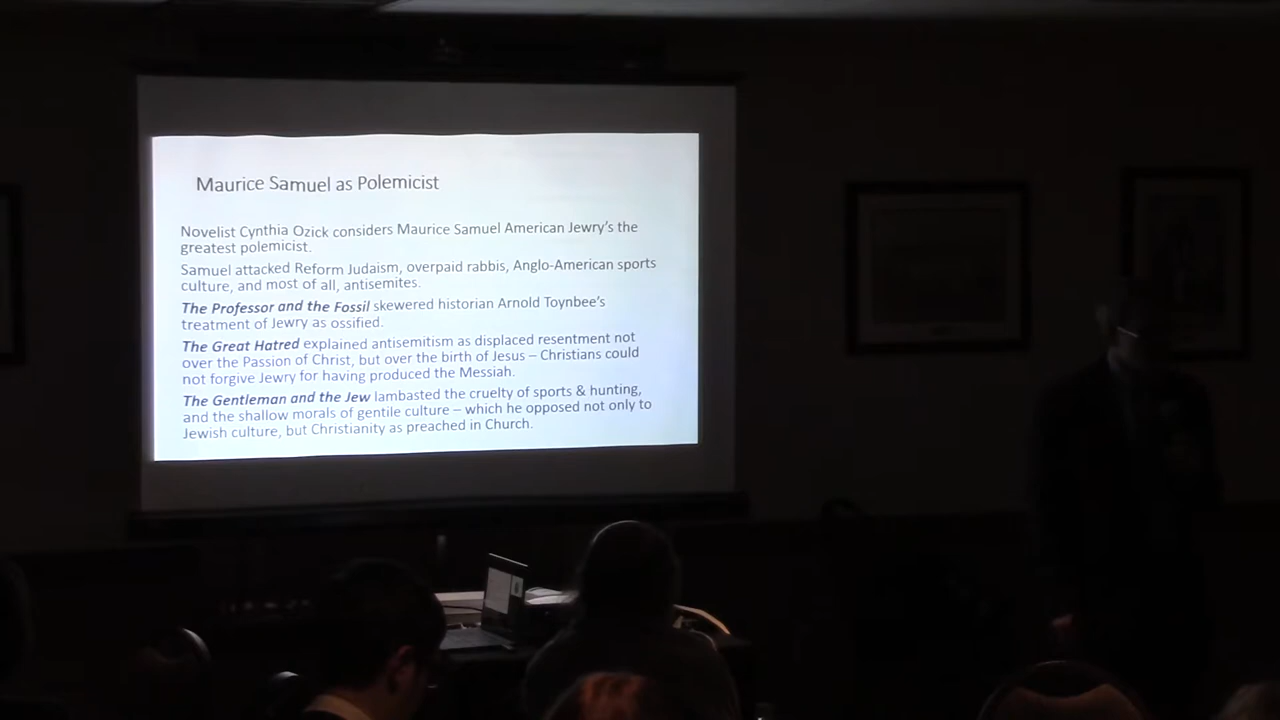 Maurice Samuel as Polemicist
Novelist Cynthia Ozick considers Maurice Samuel American Jewry's the
greatest polemicist.
Samuel attacked Reform Judaism, overpaid rabbis, Anglo-American sports
culture, and most of all, antisemites.
The Professor and the Fossil skewered historian Arnold Toynbee's
treatment of Jewry as ossified.
The Great Hatred explained antisemitism as displaced resentment not
over the Passion of Christ, but over the birth of Jesus – Christians could
not forgive Jewry for having produced the Messiah.
The Gentleman and the Jew lambasted the cruelty of sports & hunting,
and the shallow morals of gentile culture – which he opposed not only to
Jewish culture, but Christianity as preached in Church.